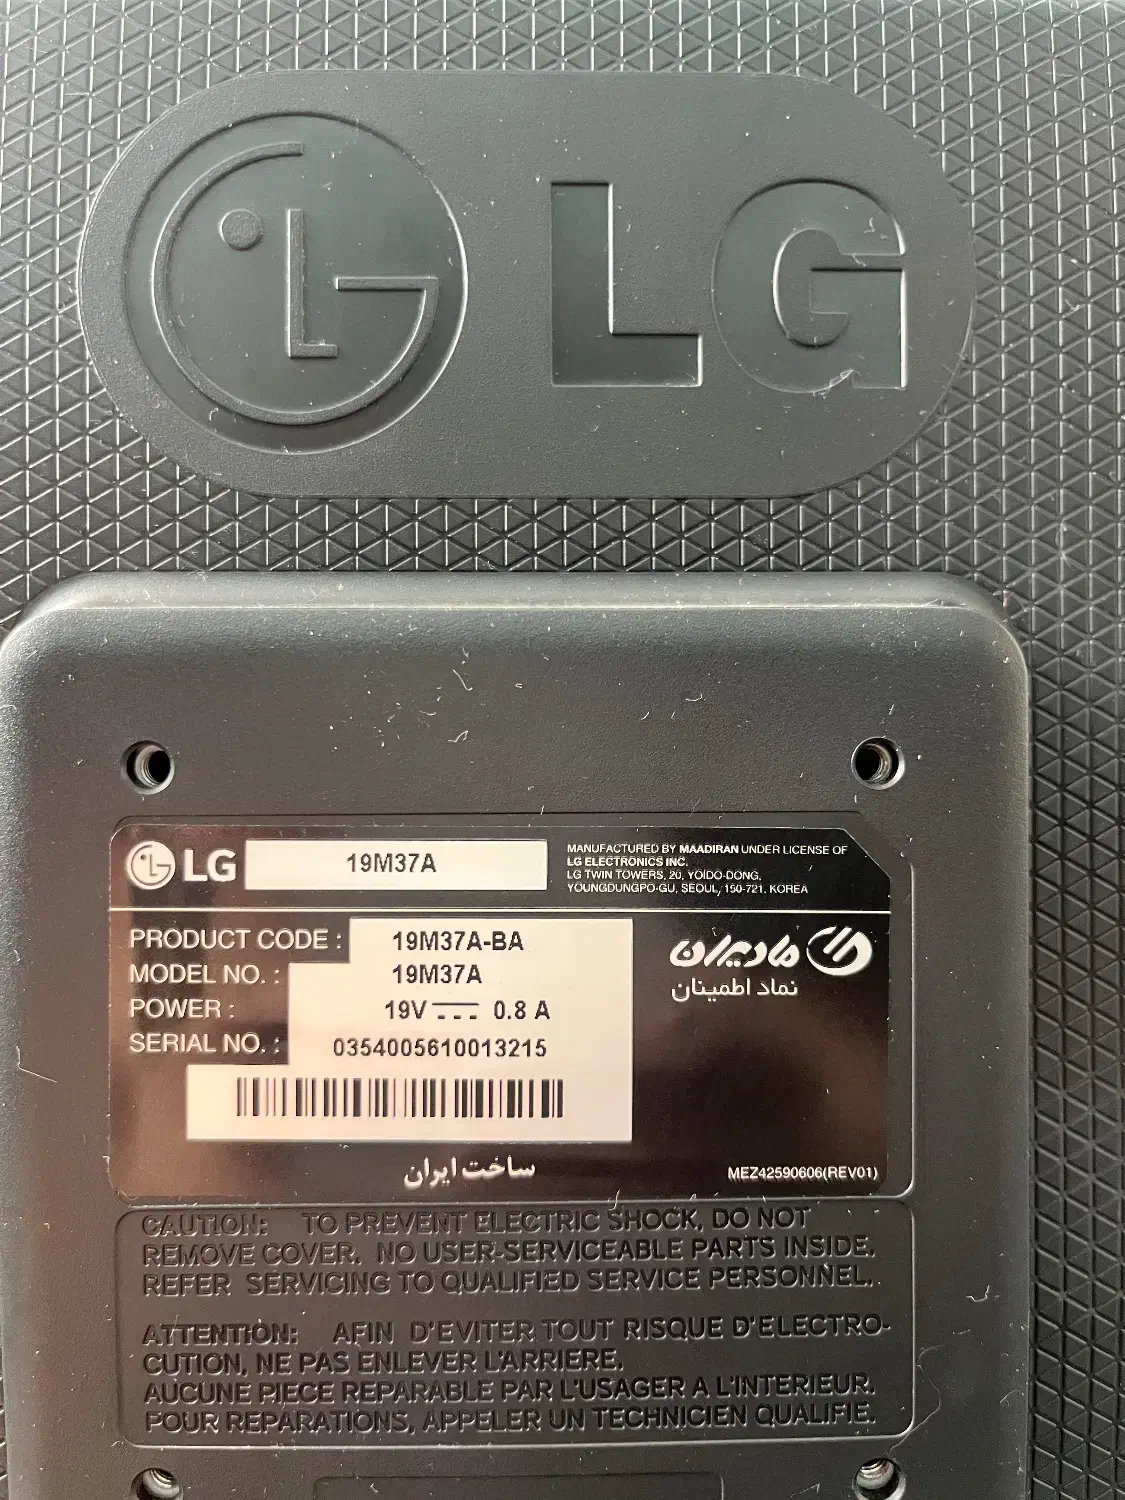 LG
LG 19M37A
MANUFACTURED BY MAADIRAN UNDER LICENSE OF
LG ELECTRONICS INC.
LG TWIN TOWERS, 20, YOIDO-DONG,
YOUNGDUNGPO-GU, SEOUL, 150-721, KOREA
PRODUCT CODE : 19M37A-BA
MODEL NO. : 19M37A
POWER : 19V 0.8 A
SERIAL NO. : 0354005610013215
مادیران
نماد اطمینان
ساخت ایران
MEZ42590606(REV01)
CAUTION: TO PREVENT ELECTRIC SHOCK, DO NOT
REMOVE COVER. NO USER-SERVICEABLE PARTS INSIDE.
REFER SERVICING TO QUALIFIED SERVICE PERSONNEL.
ATTENTION: AFIN D'EVITER TOUT RISQUE D'ELECTRO-
CUTION, NE PAS ENLEVER L'ARRIERE.
AUCUNE PIECE REPARABLE PAR L'USAGER A L'INTERIEUR.
POUR REPARATIONS, APPELER UN TECHNICIEN QUALIFIE.